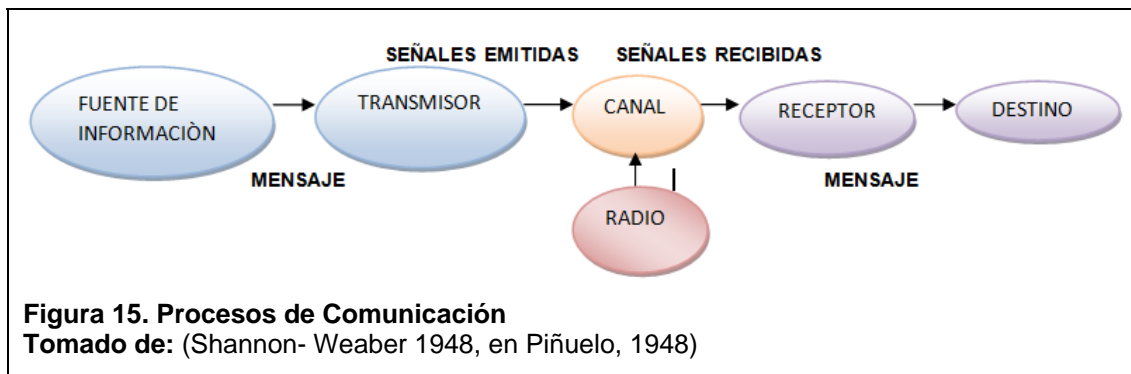 SEÑALES EMITIDAS SEÑALES RECIBIDAS
FUENTE DE
INFORMACIÒN
TRANSMISOR
CANAL
RECEPTOR
DESTINO
MENSAJE
MENSAJE
RADIO
Figura 15. Procesos de Comunicación
Tomado de: (Shannon- Weaber 1948, en Piñuelo, 1948)